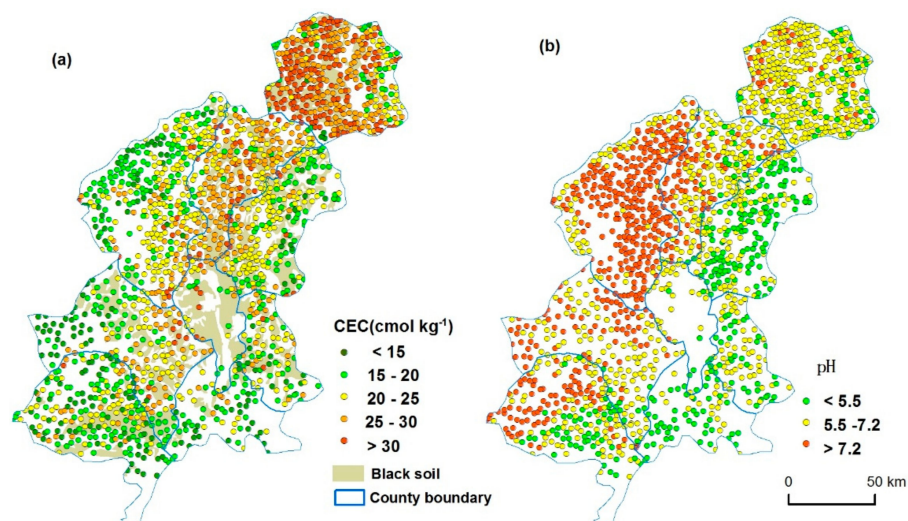 (a)
(b)
CEC(cmol kg⁻¹)
< 15
15 - 20
20 - 25
25 - 30
> 30
Black soil
County boundary
pH
< 5.5
5.5 -7.2
> 7.2
0 50 km